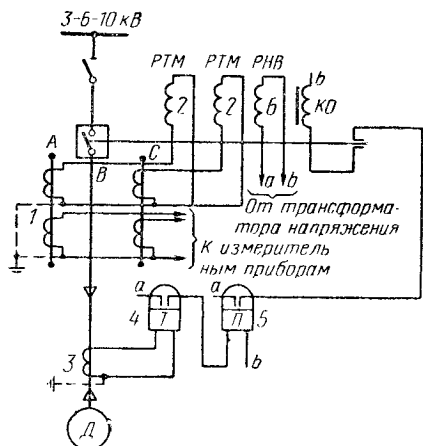 3-6-10 кВ
РТМ РТМ РНВ
b
2 2 6 КО
A C
B
a b
От трансформа-
тора напряжения
1
К измеритель
ным приборам
a a
4 Т П 5
3 b
Д